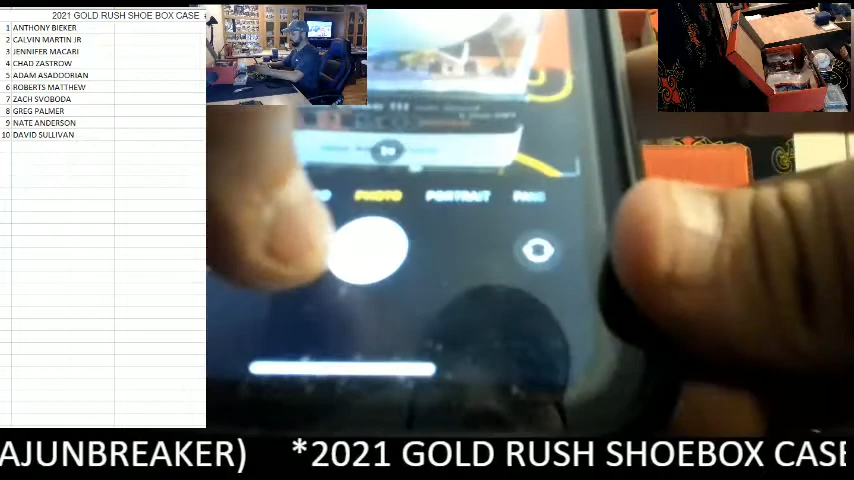 2021 GOLD RUSH SHOE BOX CASE
1 ANTHONY BIEKER
2 CALVIN MARTIN JR
3 JENNIFER MACARI
4 CHAD ZASTROW
5 ADAM ASADOORIAN
6 ROBERTS MATTHEW
7 ZACH SVOBODA
8 GREG PALMER
9 NATE ANDERSON
10 DAVID SULLIVAN
PHOTO PORTRAIT PANO
AJUNBREAKER) *2021 GOLD RUSH SHOEBOX CASE